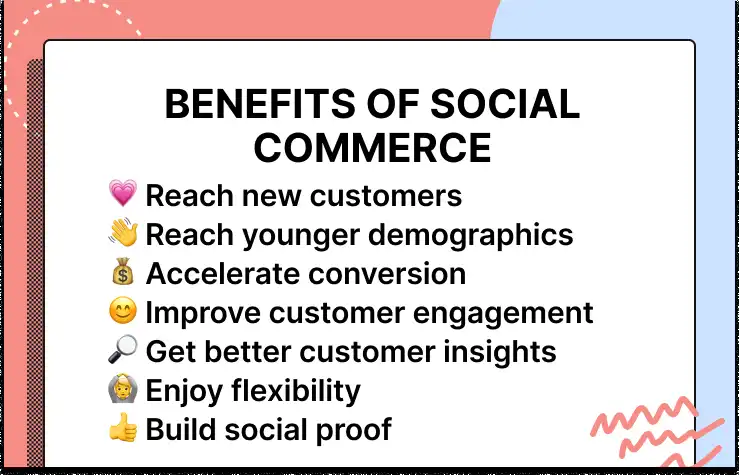 BENEFITS OF SOCIAL
COMMERCE
💗 Reach new customers
👋 Reach younger demographics
💰 Accelerate conversion
😊 Improve customer engagement
🔎 Get better customer insights
🙆 Enjoy flexibility
👍 Build social proof